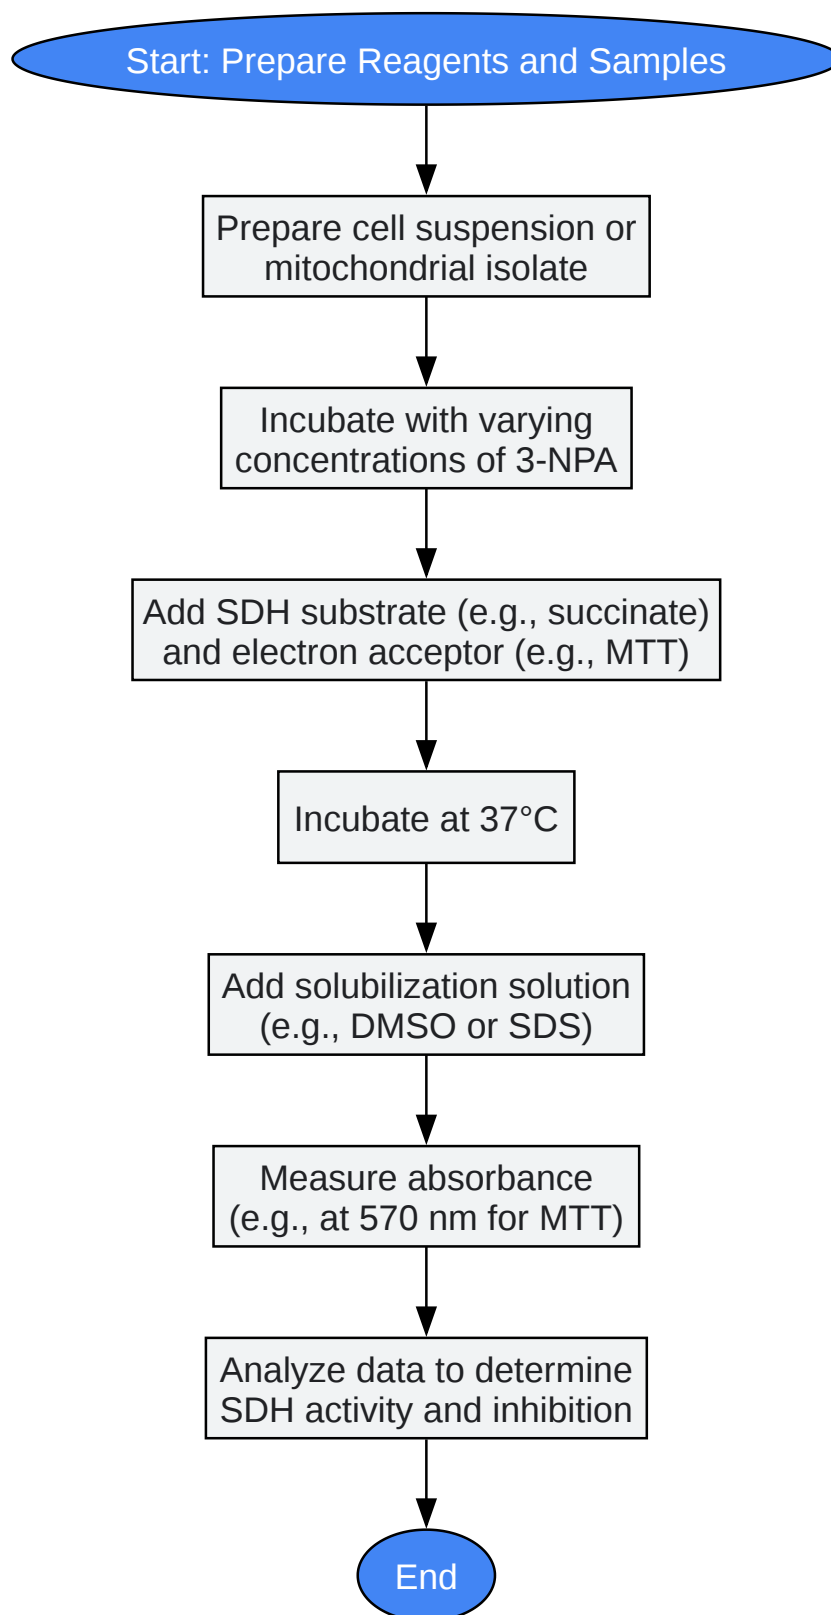 Start: Prepare Reagents and Samples
Prepare cell suspension or
mitochondrial isolate
Incubate with varying
concentrations of 3-NPA
Add SDH substrate (e.g., succinate)
and electron acceptor (e.g., MTT)
Incubate at 37°C
Add solubilization solution
(e.g., DMSO or SDS)
Measure absorbance
(e.g., at 570 nm for MTT)
Analyze data to determine
SDH activity and inhibition
End